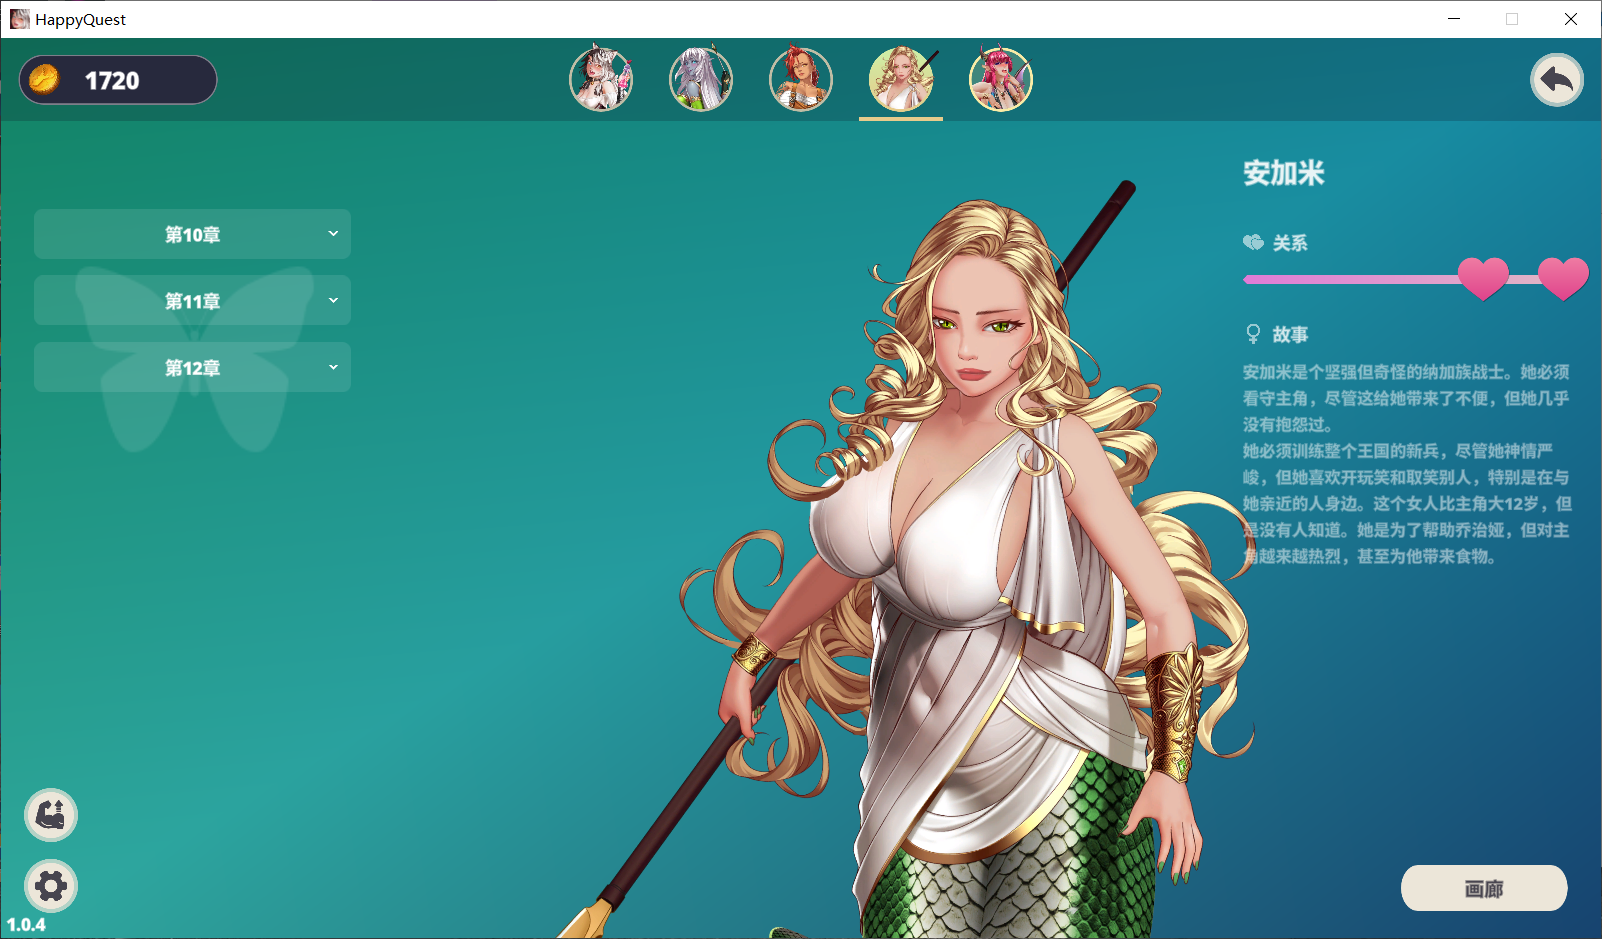 HappyQuest
1720
安加米
关系
第10章
第11章
第12章
故事
安加米是个坚强但奇怪的纳加族战士。她必须
看守主角，尽管这给她带来了不便，但她几乎
没有抱怨过。
她必须训练整个王国的新兵，尽管她神情严
峻，但她喜欢开玩笑和取笑别人，特别是在与
她亲近的人身边。这个女人比主角大12岁，但
是没有人知道。她是为了帮助乔治娅，但对主
角越来越热烈，甚至为他带来食物。
画廊
1.0.4